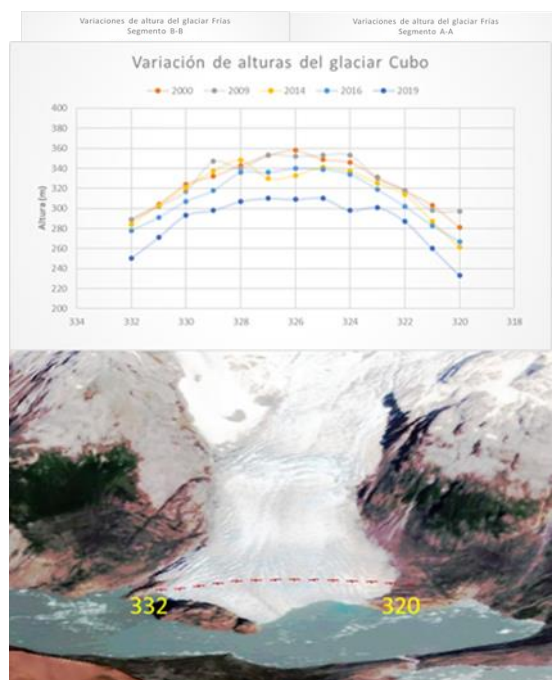 Variaciones de altura del glaciar Frías
Segmento B-B
Variaciones de altura del glaciar Frías
Segmento A-A
Variación de alturas del glaciar Cubo
2000 2009 2014 2016 2019
Altura (m)
400
380
360
340
320
300
280
260
240
220
200
334 332 330 328 326 324 322 320 318
332 320